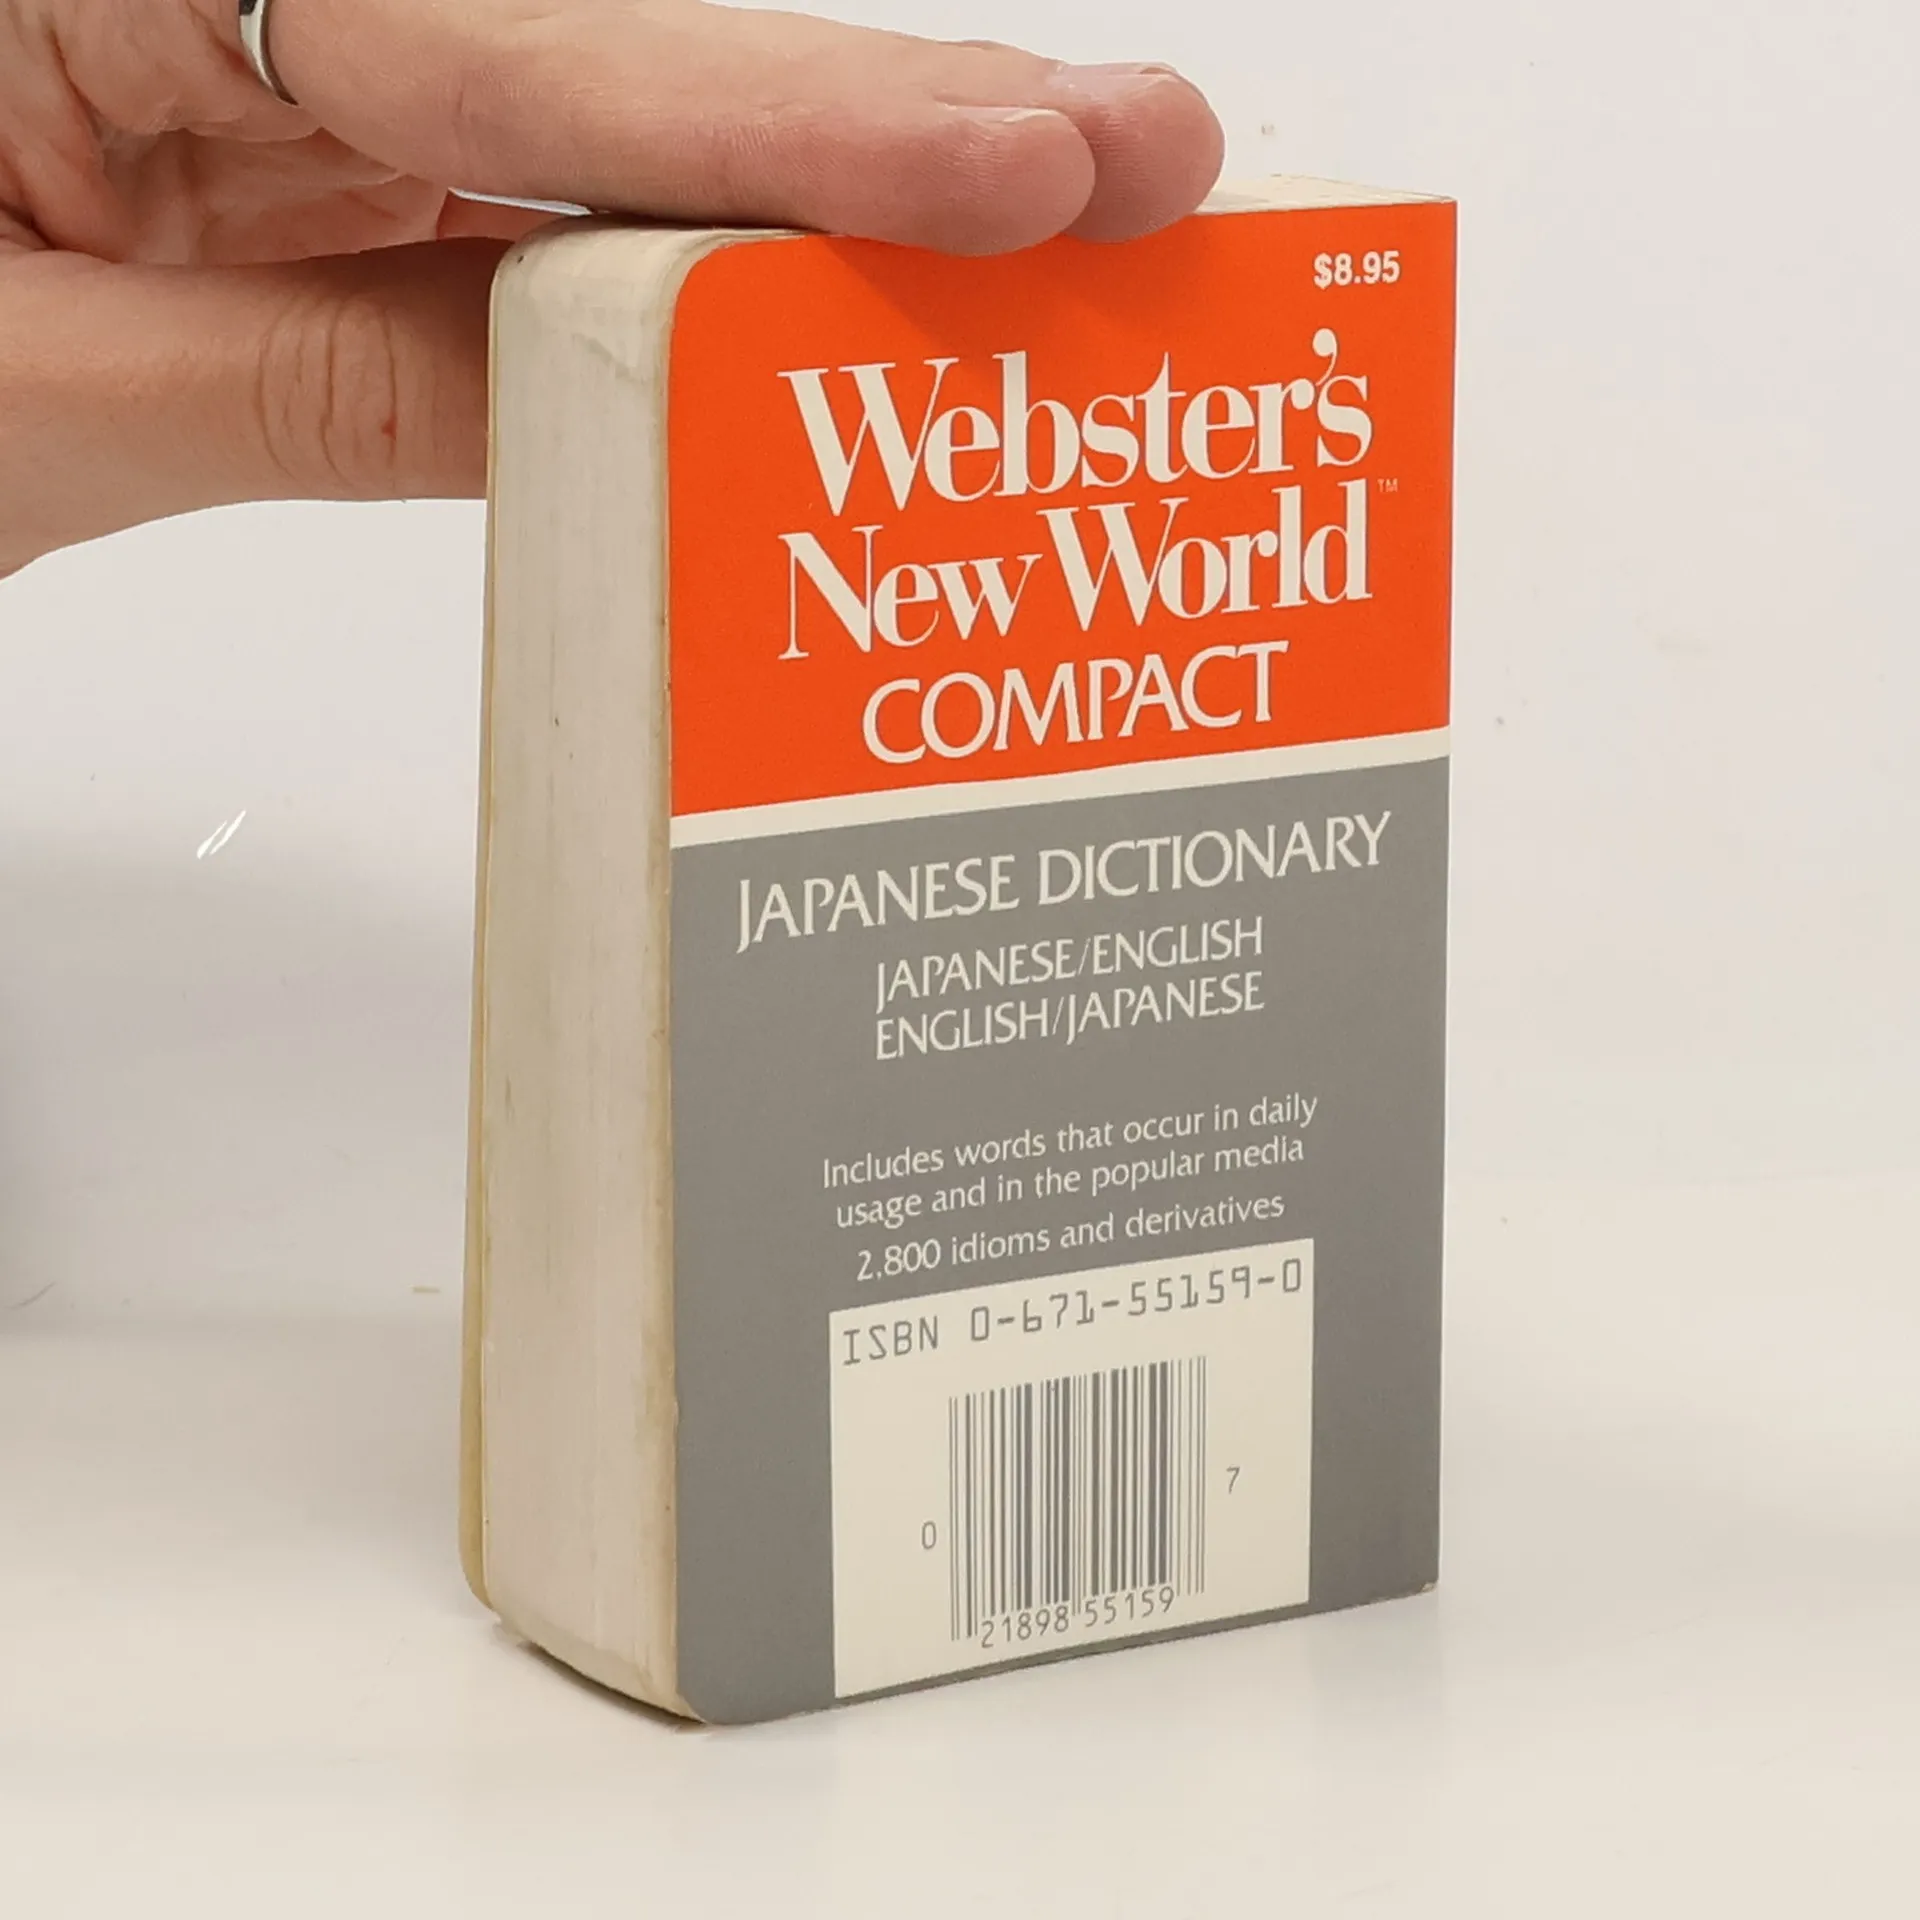 $8.95
Webster's
New World™
COMPACT
JAPANESE DICTIONARY
JAPANESE/ENGLISH
ENGLISH/JAPANESE
Includes words that occur in daily
usage and in the popular media
2,800 idioms and derivatives
ISBN 0-671-55159-0
0 21898 55159 7